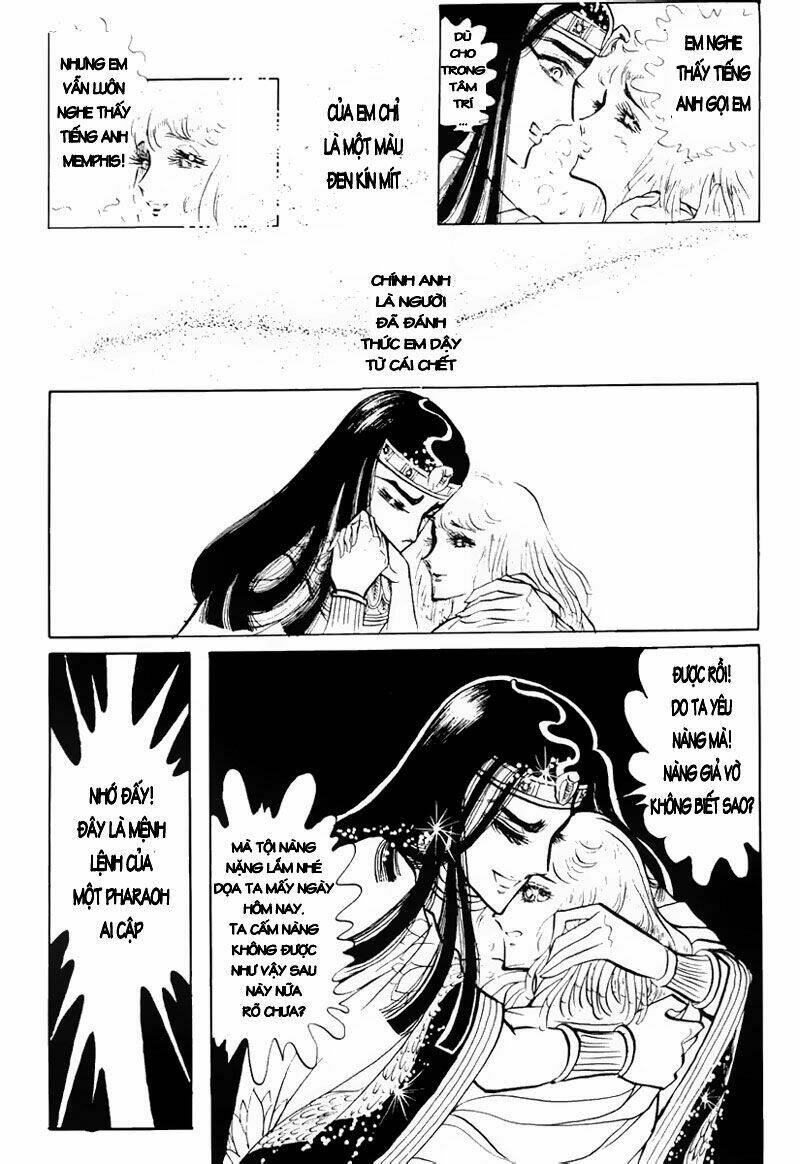 EM NGHE
THẤY TIẾNG
ANH GỌI EM
DÙ
CHO
TRONG
TÂM
TRÍ
...
CỦA EM CHỈ
LÀ MỘT MÀU
ĐEN KÍN MÍT
NHƯNG EM
VẪN LUÔN
NGHE THẤY
TIẾNG ANH
MEMPHIS!
CHÍNH ANH
LÀ NGƯỜI
ĐÃ ĐÁNH
THỨC EM DẬY
TỪ CÁI CHẾT
ĐƯỢC RỒI!
DO TA YÊU
NÀNG MÀ!
NÀNG GIẢ VỜ
KHÔNG BIẾT SAO?
MÀ TỘI NÀNG
NẶNG LẮM NHÉ
DỌA TA MẤY NGÀY
HÔM NAY.
TA CẤM NÀNG
KHÔNG ĐƯỢC
NHƯ VẬY SAU
NÀY NỮA
RÕ CHƯA?
NHỚ ĐẤY!
ĐÂY LÀ MỆNH
LỆNH CỦA
MỘT PHARAOH
AI CẬP